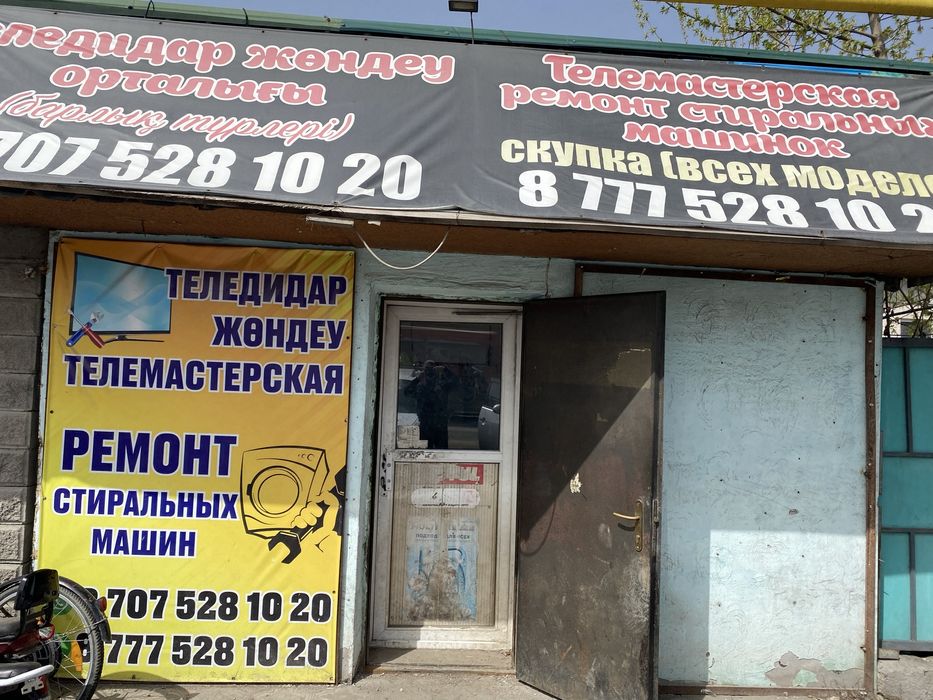 теледидар жөндеу
орталығы
(барлық түрлері)
707 528 10 20
Телемастерская
ремонт стиральных
машинок
скупка (всех моделе
8 777 528 10 2
ТЕЛЕДИДАР
ЖӨНДЕУ
ТЕЛЕМАСТЕРСКАЯ
РЕМОНТ
СТИРАЛЬНЫХ
МАШИН
8 707 528 10 20
777 528 10 20